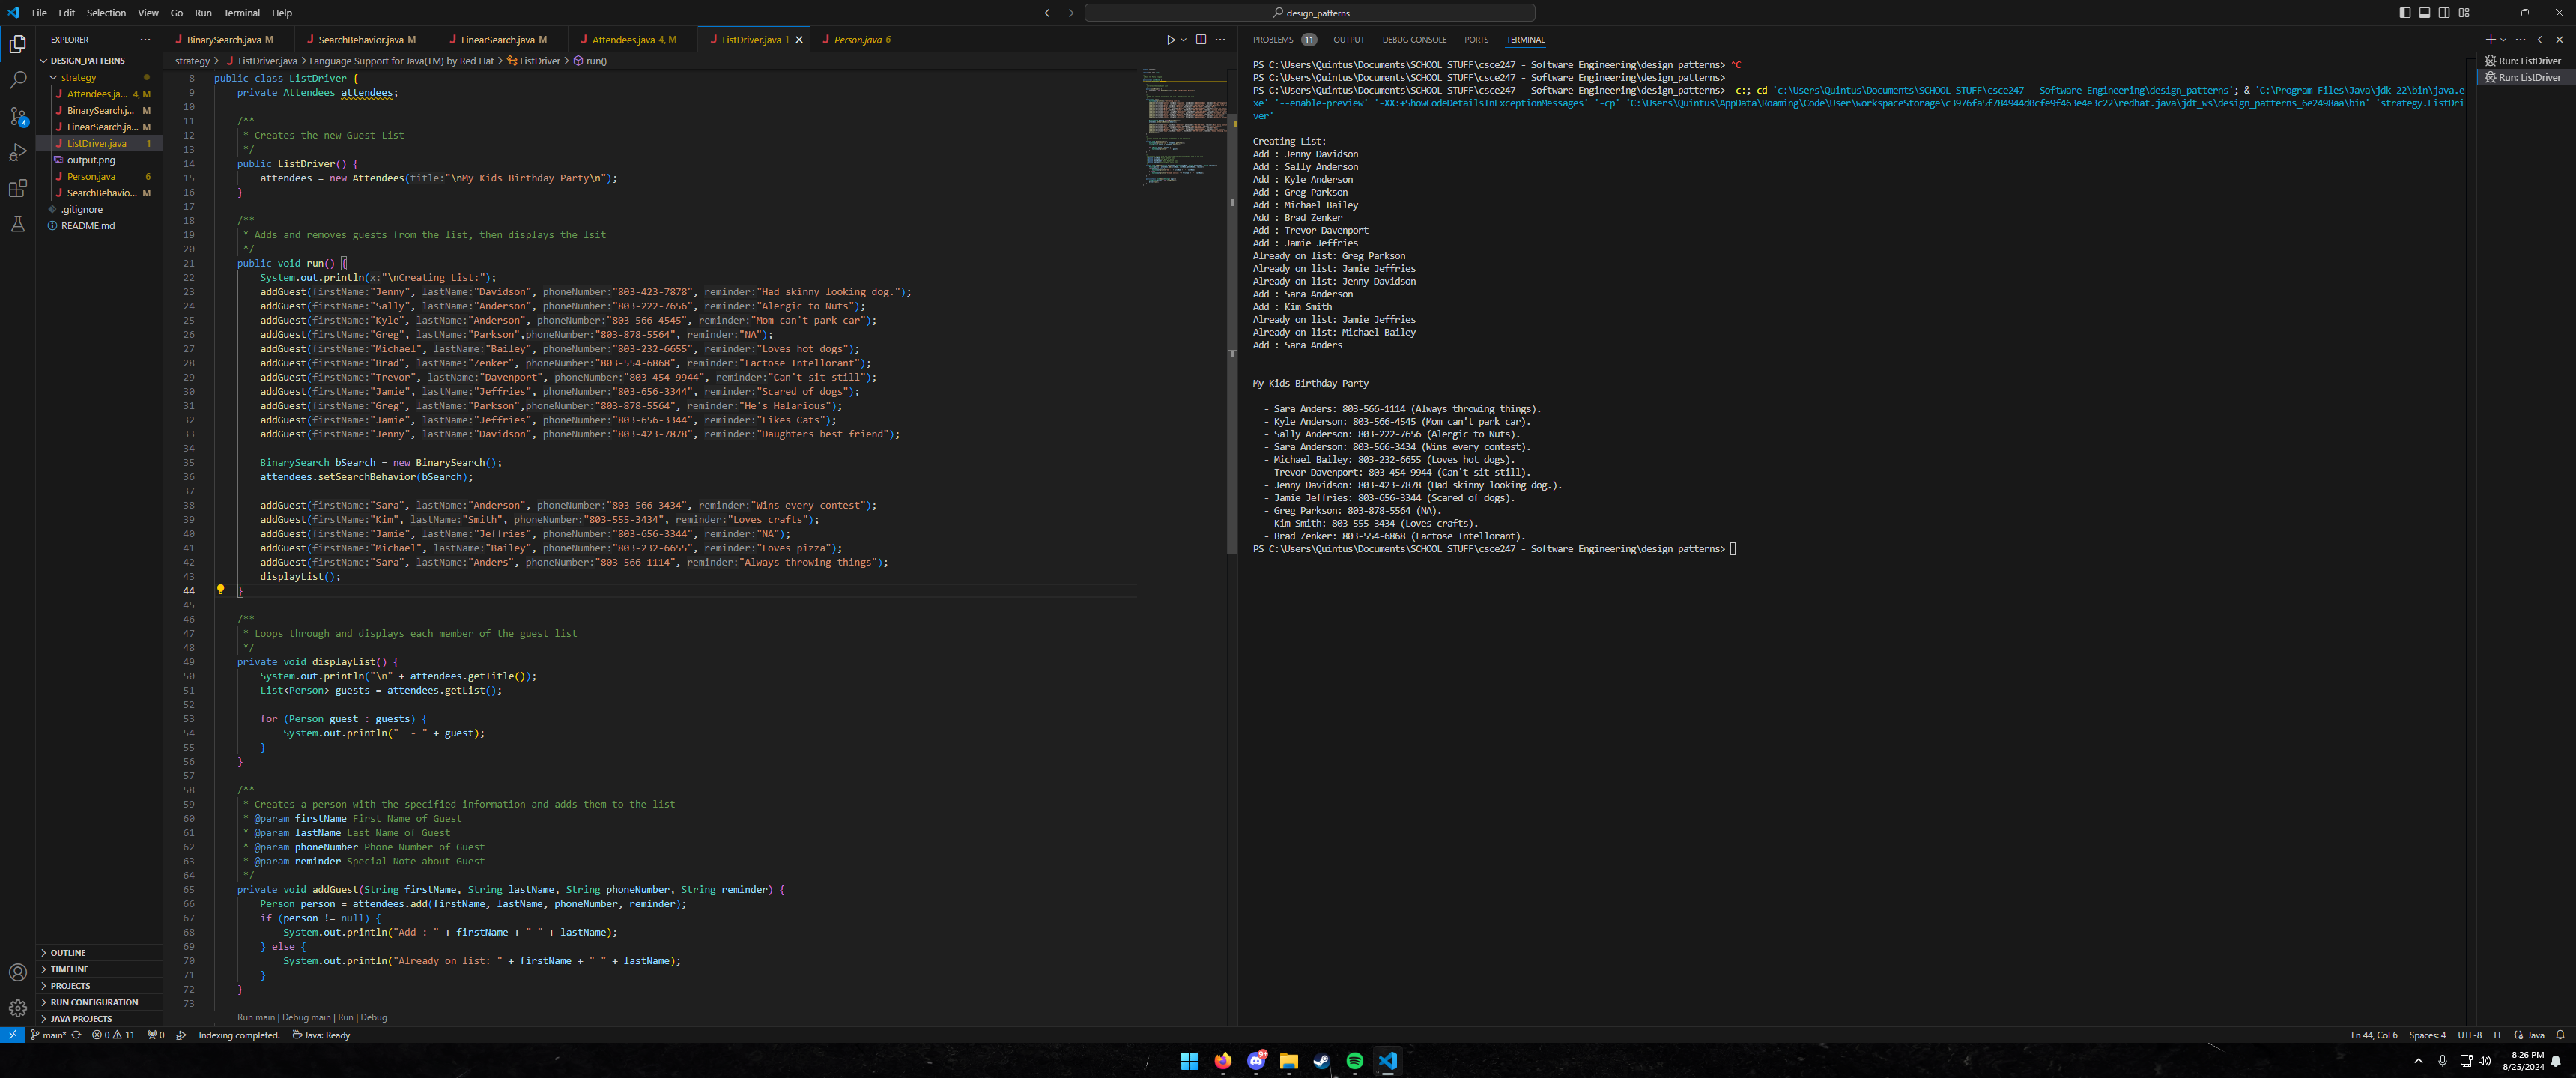 File Edit Selection View Go Run Terminal Help
design_patterns
EXPLORER
DESIGN_PATTERNS
strategy
Attendees.ja... 4, M
BinarySearch.j... M
LinearSearch.ja... M
ListDriver.java 1
output.png
Person.java 6
SearchBehavio... M
.gitignore
README.md
OUTLINE
TIMELINE
PROJECTS
RUN CONFIGURATION
JAVA PROJECTS
BinarySearch.java M
SearchBehavior.java M
LinearSearch.java M
Attendees.java 4, M
ListDriver.java 1
Person.java 6
strategy > ListDriver.java > Language Support for Java(TM) by Red Hat > ListDriver > run()
8 public class ListDriver {
9 private Attendees attendees;
10
11 /**
12 * Creates the new Guest List
13 */
14 public ListDriver() {
15 attendees = new Attendees(title:"\nMy Kids Birthday Party\n");
16 }
17
18 /**
19 * Adds and removes guests from the list, then displays the lsit
20 */
21 public void run() {
22 System.out.println(x:"\nCreating List:");
23 addGuest(firstName:"Jenny", lastName:"Davidson", phoneNumber:"803-423-7878", reminder:"Had skinny looking dog.");
24 addGuest(firstName:"Sally", lastName:"Anderson", phoneNumber:"803-222-7656", reminder:"Alergic to Nuts");
25 addGuest(firstName:"Kyle", lastName:"Anderson", phoneNumber:"803-566-4545", reminder:"Mom can't park car");
26 addGuest(firstName:"Greg", lastName:"Parkson",phoneNumber:"803-878-5564", reminder:"NA");
27 addGuest(firstName:"Michael", lastName:"Bailey", phoneNumber:"803-232-6655", reminder:"Loves hot dogs");
28 addGuest(firstName:"Brad", lastName:"Zenker", phoneNumber:"803-554-6868", reminder:"Lactose Intellorant");
29 addGuest(firstName:"Trevor", lastName:"Davenport", phoneNumber:"803-454-9944", reminder:"Can't sit still");
30 addGuest(firstName:"Jamie", lastName:"Jeffries", phoneNumber:"803-656-3344", reminder:"Scared of dogs");
31 addGuest(firstName:"Greg", lastName:"Parkson",phoneNumber:"803-878-5564", reminder:"He's Halarious");
32 addGuest(firstName:"Jamie", lastName:"Jeffries", phoneNumber:"803-656-3344", reminder:"Likes Cats");
33 addGuest(firstName:"Jenny", lastName:"Davidson", phoneNumber:"803-423-7878", reminder:"Daughters best friend");
34
35 BinarySearch bSearch = new BinarySearch();
36 attendees.setSearchBehavior(bSearch);
37
38 addGuest(firstName:"Sara", lastName:"Anderson", phoneNumber:"803-566-3434", reminder:"Wins every contest");
39 addGuest(firstName:"Kim", lastName:"Smith", phoneNumber:"803-555-3434", reminder:"Loves crafts");
40 addGuest(firstName:"Jamie", lastName:"Jeffries", phoneNumber:"803-656-3344", reminder:"NA");
41 addGuest(firstName:"Michael", lastName:"Bailey", phoneNumber:"803-232-6655", reminder:"Loves pizza");
42 addGuest(firstName:"Sara", lastName:"Anders", phoneNumber:"803-566-1114", reminder:"Always throwing things");
43 displayList();
44 }
45
46 /**
47 * Loops through and displays each member of the guest list
48 */
49 private void displayList() {
50 System.out.println("\n" + attendees.getTitle());
51 List<Person> guests = attendees.getList();
52
53 for (Person guest : guests) {
54 System.out.println("  - " + guest);
55 }
56 }
57
58 /**
59 * Creates a person with the specified information and adds them to the list
60 * @param firstName First Name of Guest
61 * @param lastName Last Name of Guest
62 * @param phoneNumber Phone Number of Guest
63 * @param reminder Special Note about Guest
64 */
65 private void addGuest(String firstName, String lastName, String phoneNumber, String reminder) {
66 Person person = attendees.add(firstName, lastName, phoneNumber, reminder);
67 if (person != null) {
68 System.out.println("Add : " + firstName + " " + lastName);
69 } else {
70 System.out.println("Already on list: " + firstName + " " + lastName);
71 }
72 }
73
Run main | Debug main | Run | Debug
PROBLEMS 11 OUTPUT DEBUG CONSOLE PORTS TERMINAL
PS C:\Users\Quintus\Documents\SCHOOL STUFF\csce247 - Software Engineering\design_patterns> ^C
PS C:\Users\Quintus\Documents\SCHOOL STUFF\csce247 - Software Engineering\design_patterns>
PS C:\Users\Quintus\Documents\SCHOOL STUFF\csce247 - Software Engineering\design_patterns>  c:; cd 'c:\Users\Quintus\Documents\SCHOOL STUFF\csce247 - Software Engineering\design_patterns'; & 'C:\Program Files\Java\jdk-22\bin\java.e
xe' '--enable-preview' '-XX:+ShowCodeDetailsInExceptionMessages' '-cp' 'C:\Users\Quintus\AppData\Roaming\Code\User\workspaceStorage\c3976fa5f784944d0cfe9f463e4e3c22\redhat.java\jdt_ws\design_patterns_6e2498aa\bin' 'strategy.ListDri
ver'
Creating List:
Add : Jenny Davidson
Add : Sally Anderson
Add : Kyle Anderson
Add : Greg Parkson
Add : Michael Bailey
Add : Brad Zenker
Add : Trevor Davenport
Add : Jamie Jeffries
Already on list: Greg Parkson
Already on list: Jamie Jeffries
Already on list: Jenny Davidson
Add : Sara Anderson
Add : Kim Smith
Already on list: Jamie Jeffries
Already on list: Michael Bailey
Add : Sara Anders
My Kids Birthday Party
- Sara Anders: 803-566-1114 (Always throwing things).
- Kyle Anderson: 803-566-4545 (Mom can't park car).
- Sally Anderson: 803-222-7656 (Alergic to Nuts).
- Sara Anderson: 803-566-3434 (Wins every contest).
- Michael Bailey: 803-232-6655 (Loves hot dogs).
- Trevor Davenport: 803-454-9944 (Can't sit still).
- Jenny Davidson: 803-423-7878 (Had skinny looking dog.).
- Jamie Jeffries: 803-656-3344 (Scared of dogs).
- Greg Parkson: 803-878-5564 (NA).
- Kim Smith: 803-555-3434 (Loves crafts).
- Brad Zenker: 803-554-6868 (Lactose Intellorant).
PS C:\Users\Quintus\Documents\SCHOOL STUFF\csce247 - Software Engineering\design_patterns>
Run: ListDriver
Run: ListDriver
main* 0 11 0 Indexing completed. Java: Ready
Ln 44, Col 6 Spaces: 4 UTF-8 LF Java
9+
8:26 PM
8/25/2024